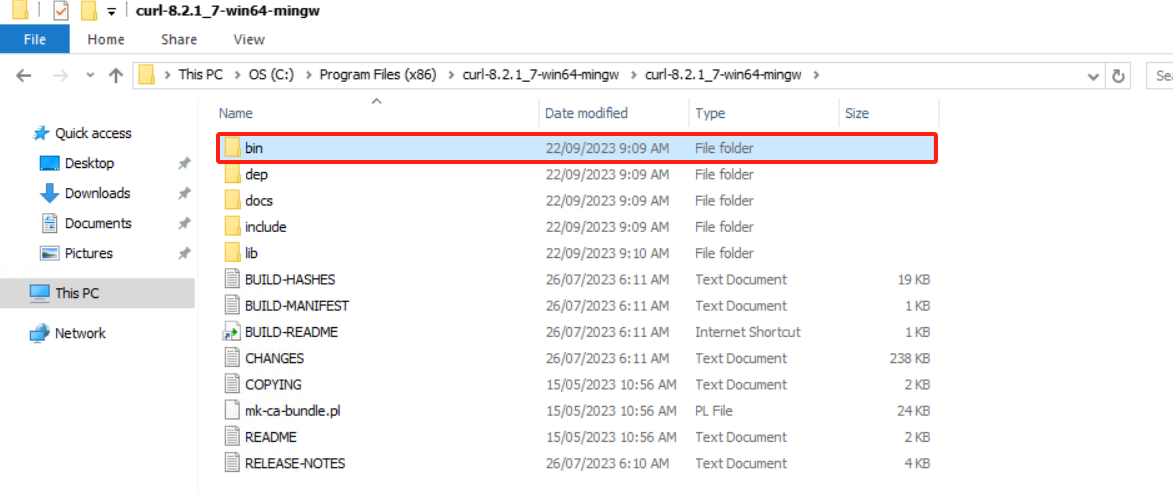 curl-8.2.1_7-win64-mingw
File Home Share View
This PC OS (C:) Program Files (x86) curl-8.2.1_7-win64-mingw curl-8.2.1_7-win64-mingw
Name Date modified Type Size
Quick access
Desktop
Downloads
Documents
Pictures
This PC
Network
bin 22/09/2023 9:09 AM File folder
dep 22/09/2023 9:09 AM File folder
docs 22/09/2023 9:09 AM File folder
include 22/09/2023 9:09 AM File folder
lib 22/09/2023 9:10 AM File folder
BUILD-HASHES 26/07/2023 6:11 AM Text Document 19 KB
BUILD-MANIFEST 26/07/2023 6:11 AM Text Document 1 KB
BUILD-README 26/07/2023 6:11 AM Internet Shortcut 1 KB
CHANGES 26/07/2023 6:11 AM Text Document 238 KB
COPYING 15/05/2023 10:56 AM Text Document 2 KB
mk-ca-bundle.pl 15/05/2023 10:56 AM PL File 24 KB
README 15/05/2023 10:56 AM Text Document 2 KB
RELEASE-NOTES 26/07/2023 6:10 AM Text Document 4 KB